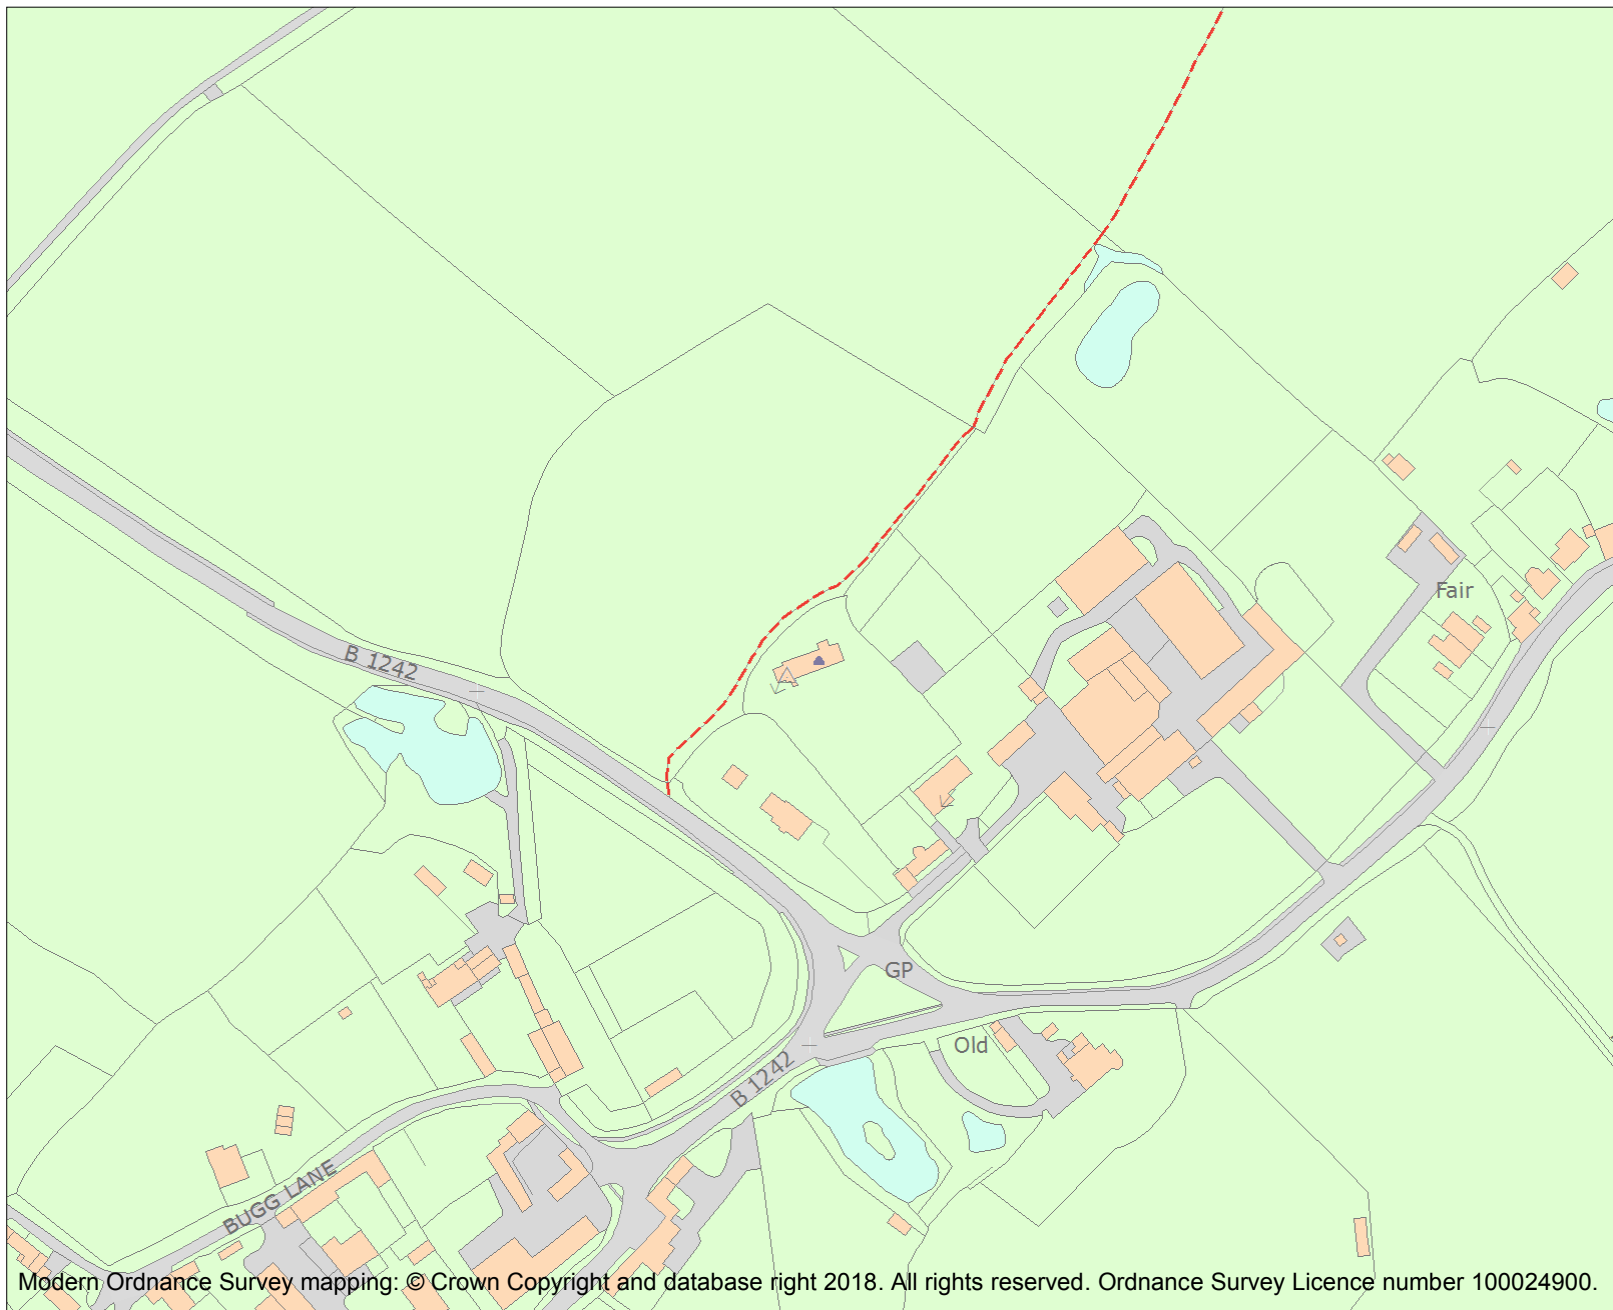 Fair
B 1242
GP
Old
B 1242
BUGG LANE
Modern Ordnance Survey mapping: © Crown Copyright and database right 2018. All rights reserved. Ordnance Survey Licence number 100024900.